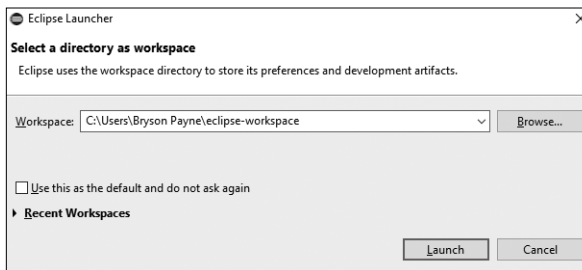 Eclipse Launcher
Select a directory as workspace
Eclipse uses the workspace directory to store its preferences and development artifacts.
Workspace: C:\Users\Bryson Payne\eclipse-workspace Browse...
Use this as the default and do not ask again
Recent Workspaces
Launch Cancel